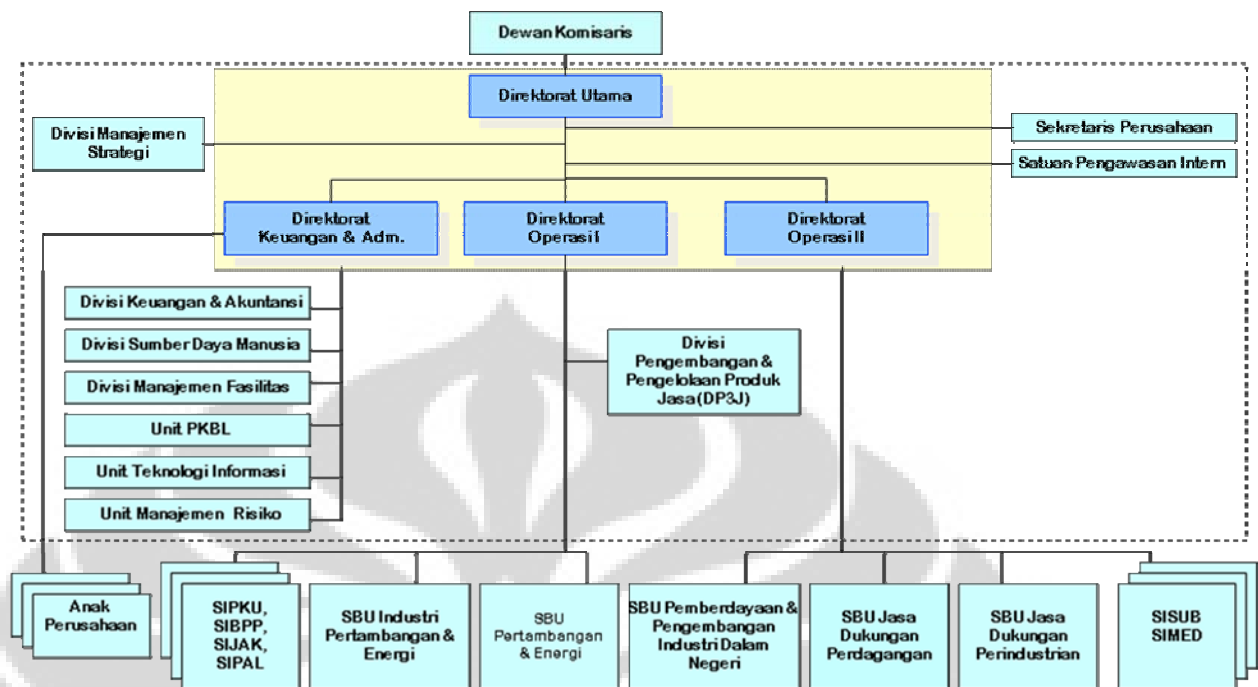 Dewan Komisaris
Direktorat Utama
Divisi Manajemen
Strategi
Sekretaris Perusahaan
Satuan Pengawasan Intern
Direktorat
Keuangan & Adm.
Direktorat
Operasi I
Direktorat
Operasi II
Divisi Keuangan & Akuntansi
Divisi Sumber Daya Manusia
Divisi Manajemen Fasilitas
Unit PKBL
Unit Teknologi Informasi
Unit Manajemen Risiko
Divisi
Pengembangan &
Pengelolaan Produk
Jasa (DP3J)
Anak
Perusahaan
SIPKU,
SIBPP,
SIJAK,
SIPAL
SBU Industri
Pertambangan &
Energi
SBU
Pertambangan
& Energi
SBU Pemberdayaan &
Pengembangan
Industri Dalam
Negeri
SBU Jasa
Dukungan
Perdagangan
SBU Jasa
Dukungan
Perindustrian
SISUB
SIMED